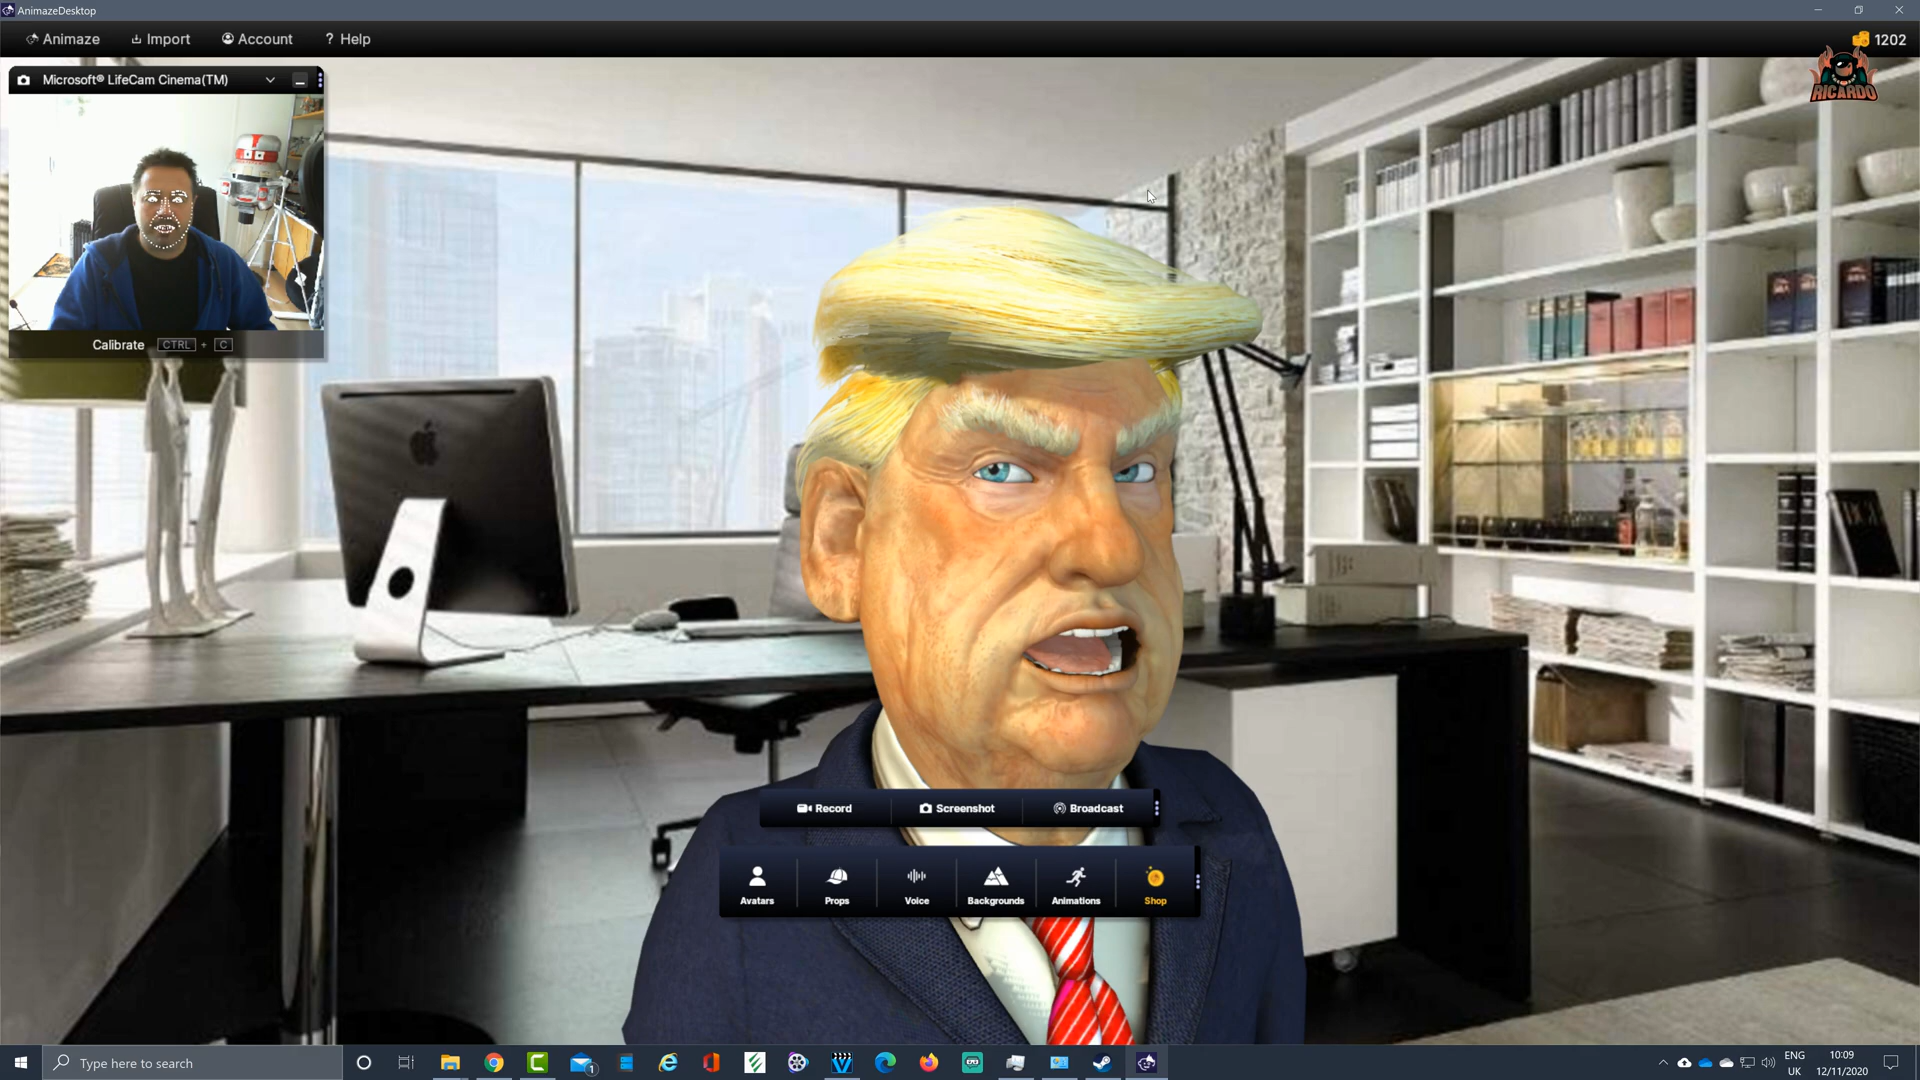 AnimazeDesktop
Animaze Import Account ? Help
1202
Microsoft® LifeCam Cinema(TM)
RICARDO
Calibrate CTRL + C
Record Screenshot Broadcast
Avatars Props Voice Backgrounds Animations Shop
Type here to search
1
ENG
UK
10:09
12/11/2020